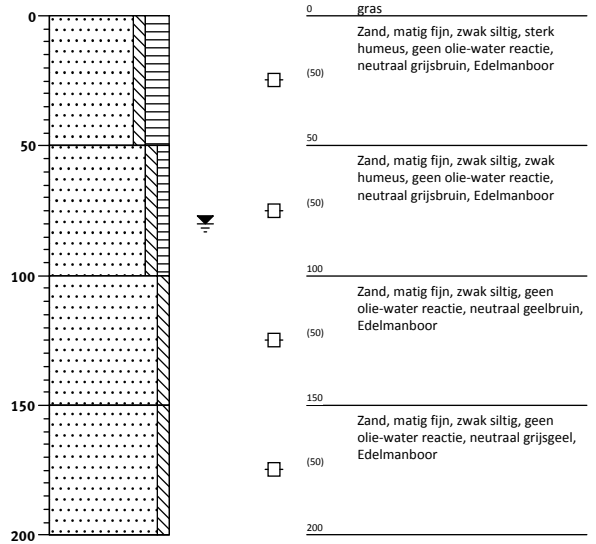 0
0
gras
Zand, matig fijn, zwak siltig, sterk
humeus, geen olie-water reactie,
neutraal grijsbruin, Edelmanboor
(50)
50
50
Zand, matig fijn, zwak siltig, zwak
humeus, geen olie-water reactie,
neutraal grijsbruin, Edelmanboor
(50)
100
100
Zand, matig fijn, zwak siltig, geen
olie-water reactie, neutraal geelbruin,
Edelmanboor
(50)
150
150
Zand, matig fijn, zwak siltig, geen
olie-water reactie, neutraal grijsgeel,
Edelmanboor
(50)
200
200